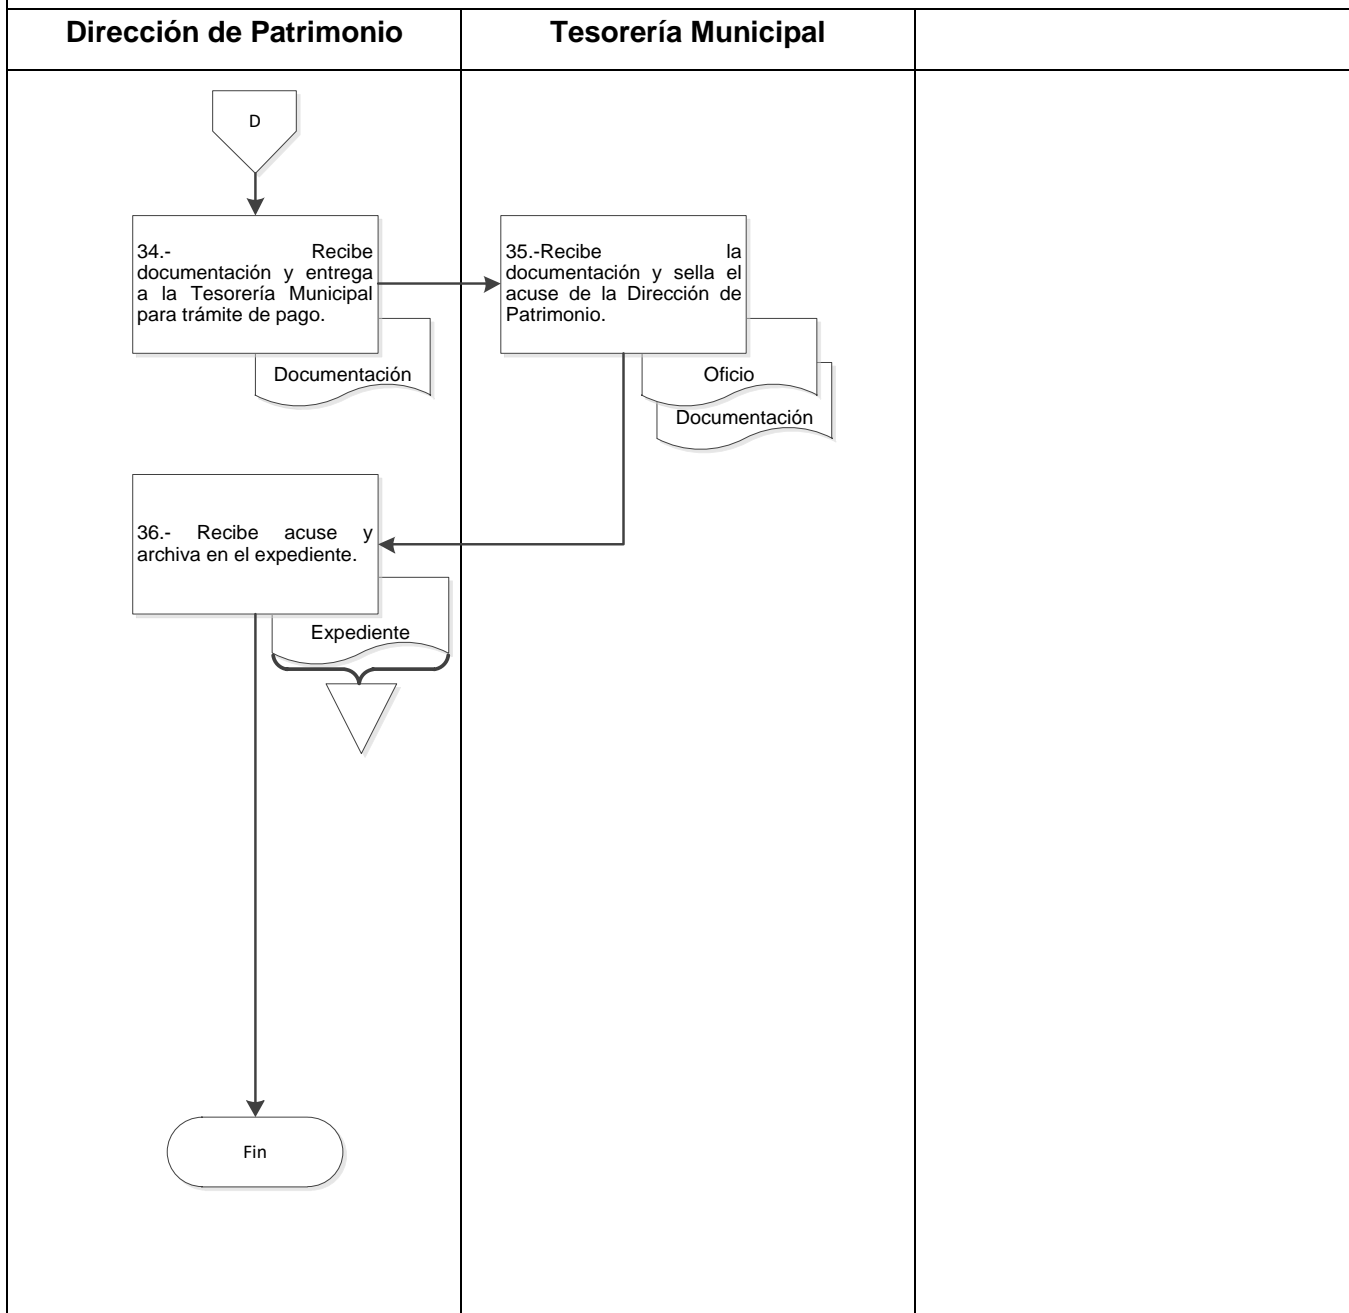 Dirección de Patrimonio
Tesorería Municipal
D
34.- Recibe
documentación y entrega
a la Tesorería Municipal
para trámite de pago.
Documentación
35.-Recibe la
documentación y sella el
acuse de la Dirección de
Patrimonio.
Oficio
Documentación
36.- Recibe acuse y
archiva en el expediente.
Expediente
Fin